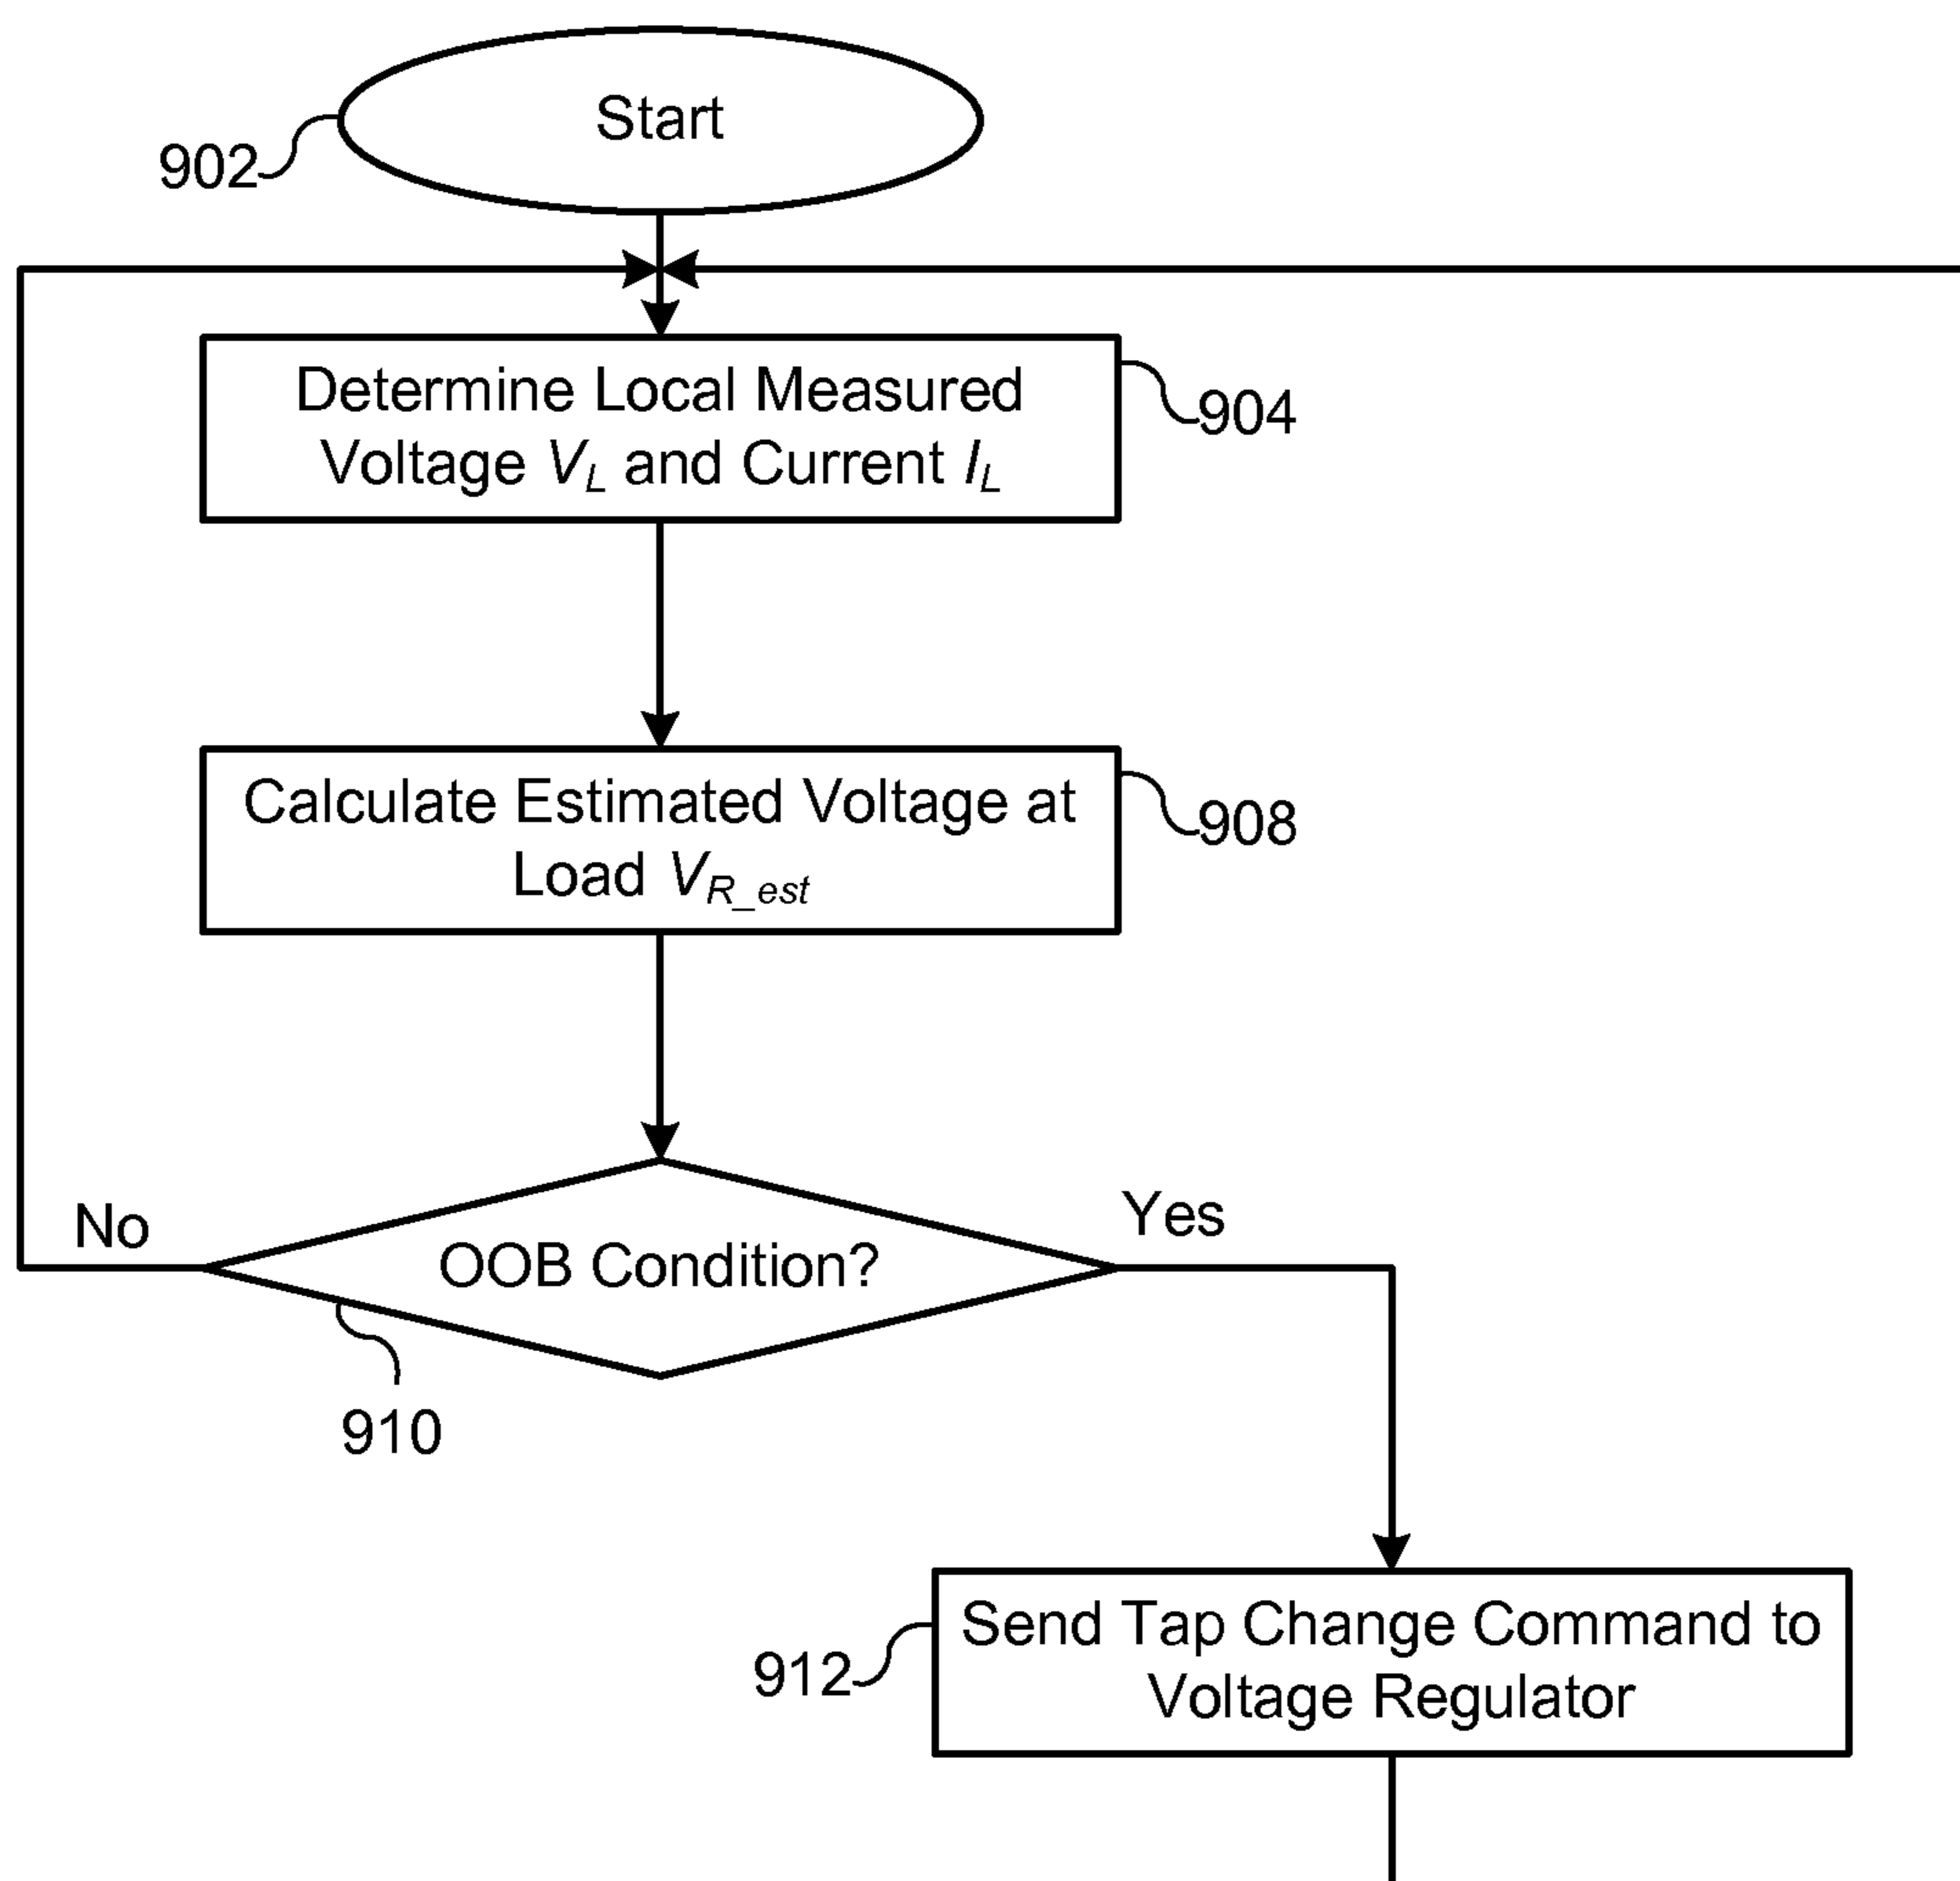 Start
902
Determine Local Measured
Voltage V_L and Current I_L
904
Calculate Estimated Voltage at
Load V_R_est
908
No
Yes
OOB Condition?
910
Send Tap Change Command to
Voltage Regulator
912